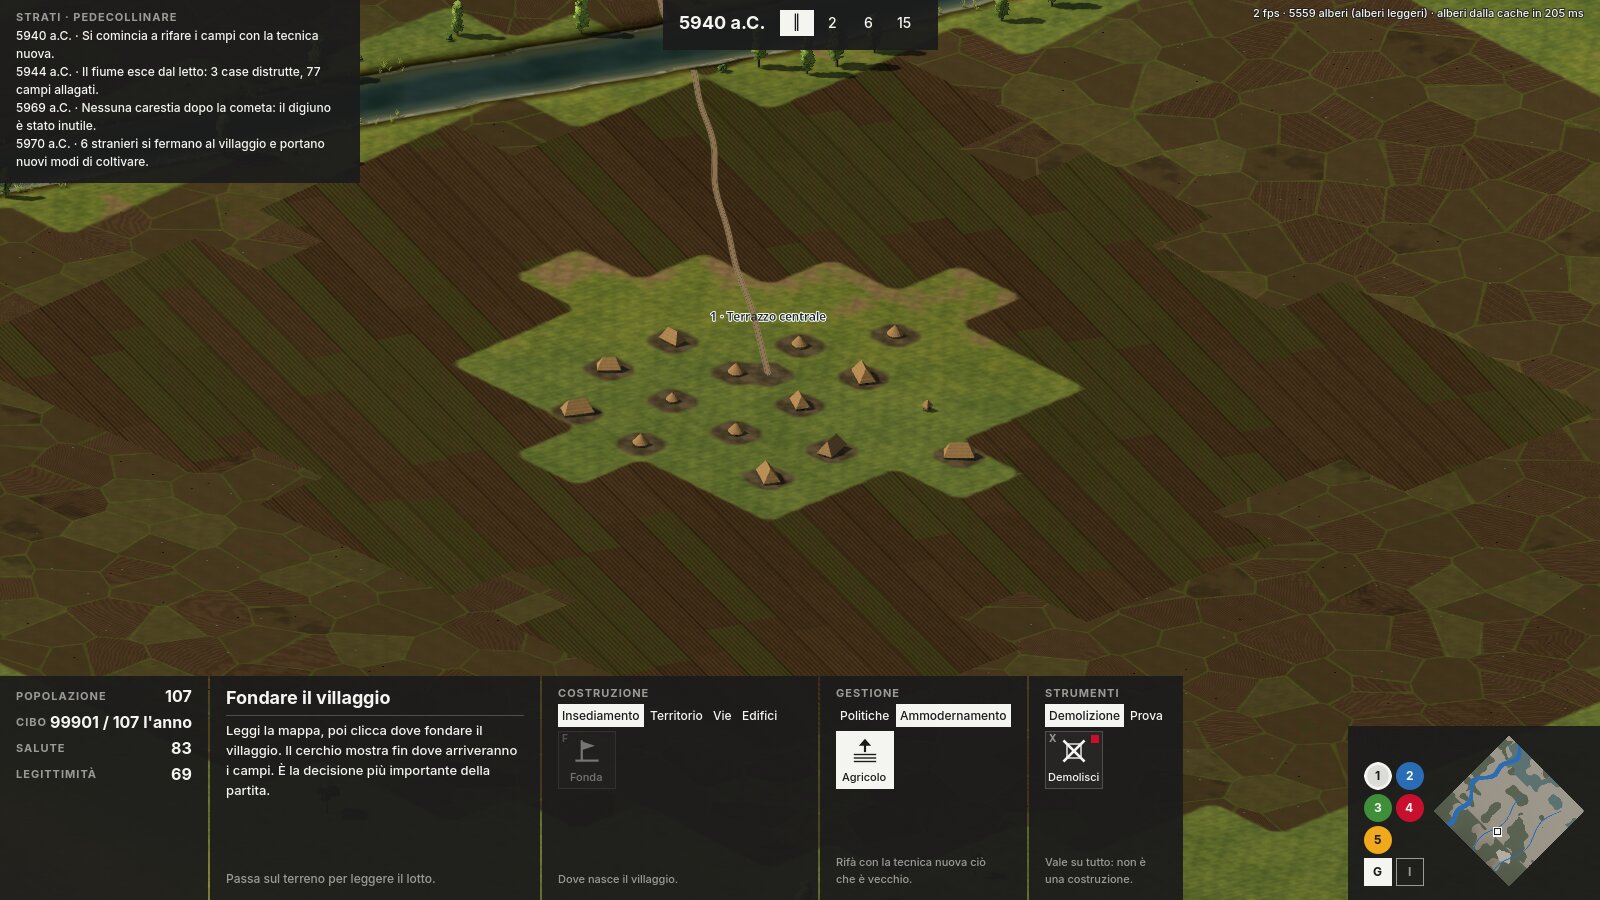 STRATI · PEDECOLLINARE
5940 a.C. · Si comincia a rifare i campi con la tecnica
nuova.
5944 a.C. · Il fiume esce dal letto: 3 case distrutte, 77
campi allagati.
5969 a.C. · Nessuna carestia dopo la cometa: il digiuno
è stato inutile.
5970 a.C. · 6 stranieri si fermano al villaggio e portano
nuovi modi di coltivare.
5940 a.C. 2 6 15
2 fps · 5559 alberi (alberi leggeri) · alberi dalla cache in 205 ms
1 · Terrazzo centrale
POPOLAZIONE 107
CIBO 99901 / 107 l'anno
SALUTE 83
LEGITTIMITÀ 69
Fondare il villaggio
Leggi la mappa, poi clicca dove fondare il
villaggio. Il cerchio mostra fin dove arriveranno
i campi. È la decisione più importante della
partita.
Passa sul terreno per leggere il lotto.
COSTRUZIONE
Insediamento Territorio Vie Edifici
F
Fonda
Dove nasce il villaggio.
GESTIONE
Politiche Ammodernamento
Agricolo
Rifà con la tecnica nuova ciò
che è vecchio.
STRUMENTI
Demolizione Prova
X
Demolisci
Vale su tutto: non è
una costruzione.
1 2
3 4
5
G I